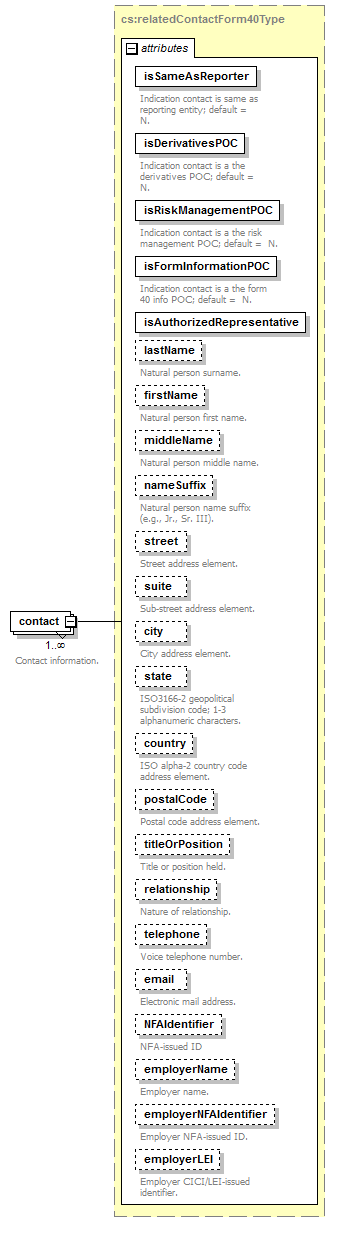 cs:relatedContactForm40Type
attributes
isSameAsReporter
Indication contact is same as
reporting entity; default =
N.
isDerivativesPOC
Indication contact is a the
derivatives POC; default =
N.
isRiskManagementPOC
Indication contact is a the risk
management POC; default =  N.
isFormInformationPOC
Indication contact is a the form
40 info POC; default =  N.
isAuthorizedRepresentative
lastName
Natural person surname.
firstName
Natural person first name.
middleName
Natural person middle name.
nameSuffix
Natural person name suffix
(e.g., Jr., Sr. III).
street
Street address element.
suite
Sub-street address element.
contact
1..∞
Contact information.
city
City address element.
state
ISO3166-2 geopolitical
subdivision code; 1-3
alphanumeric characters.
country
ISO alpha-2 country code
address element.
postalCode
Postal code address element.
titleOrPosition
Title or position held.
relationship
Nature of relationship.
telephone
Voice telephone number.
email
Electronic mail address.
NFAIdentifier
NFA-issued ID
employerName
Employer name.
employerNFAIdentifier
Employer NFA-issued ID.
employerLEI
Employer CICI/LEI-issued
identifier.